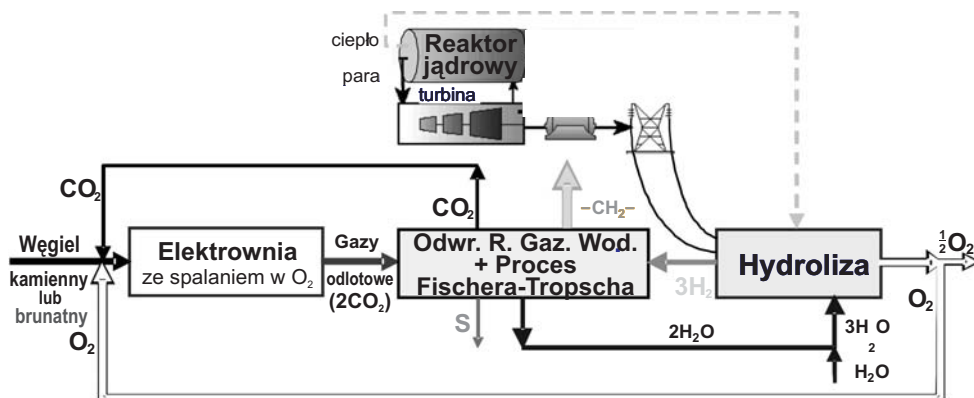 ciepło
para
Reaktor
jądrowy
turbina
CO₂
CO₂
–CH₂–
Węgiel
kamienny
lub
brunatny
O₂
Elektrownia
ze spalaniem w O₂
Gazy
odlotowe
(2CO₂)
Odwr. R. Gaz. Wod.
+ Proces
Fischera-Tropscha
3H₂
Hydroliza
½O₂
O₂
S
2H₂O
3H₂O
H₂O